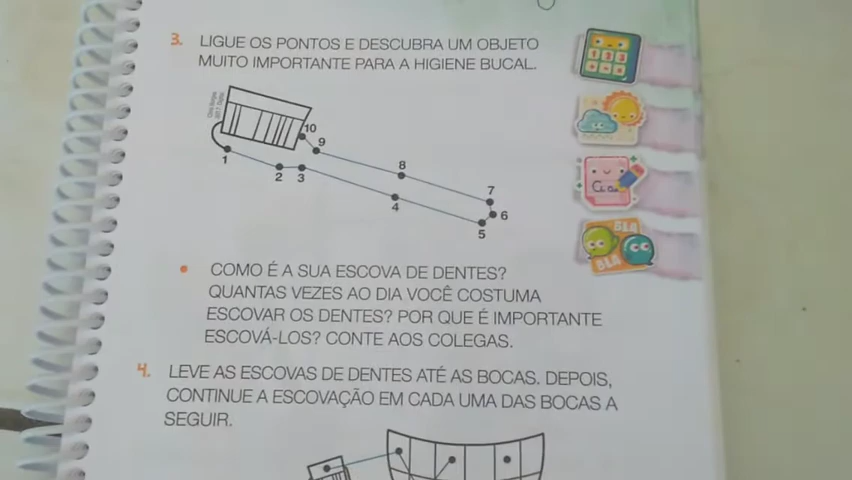 3. LIGUE OS PONTOS E DESCUBRA UM OBJETO
MUITO IMPORTANTE PARA A HIGIENE BUCAL.
10
9
8
7
1
2
3
4
5
6
123
BLA
BLA
• COMO É A SUA ESCOVA DE DENTES?
QUANTAS VEZES AO DIA VOCÊ COSTUMA
ESCOVAR OS DENTES? POR QUE É IMPORTANTE
ESCOVÁ-LOS? CONTE AOS COLEGAS.
4. LEVE AS ESCOVAS DE DENTES ATÉ AS BOCAS. DEPOIS,
CONTINUE A ESCOVAÇÃO EM CADA UMA DAS BOCAS A
SEGUIR.